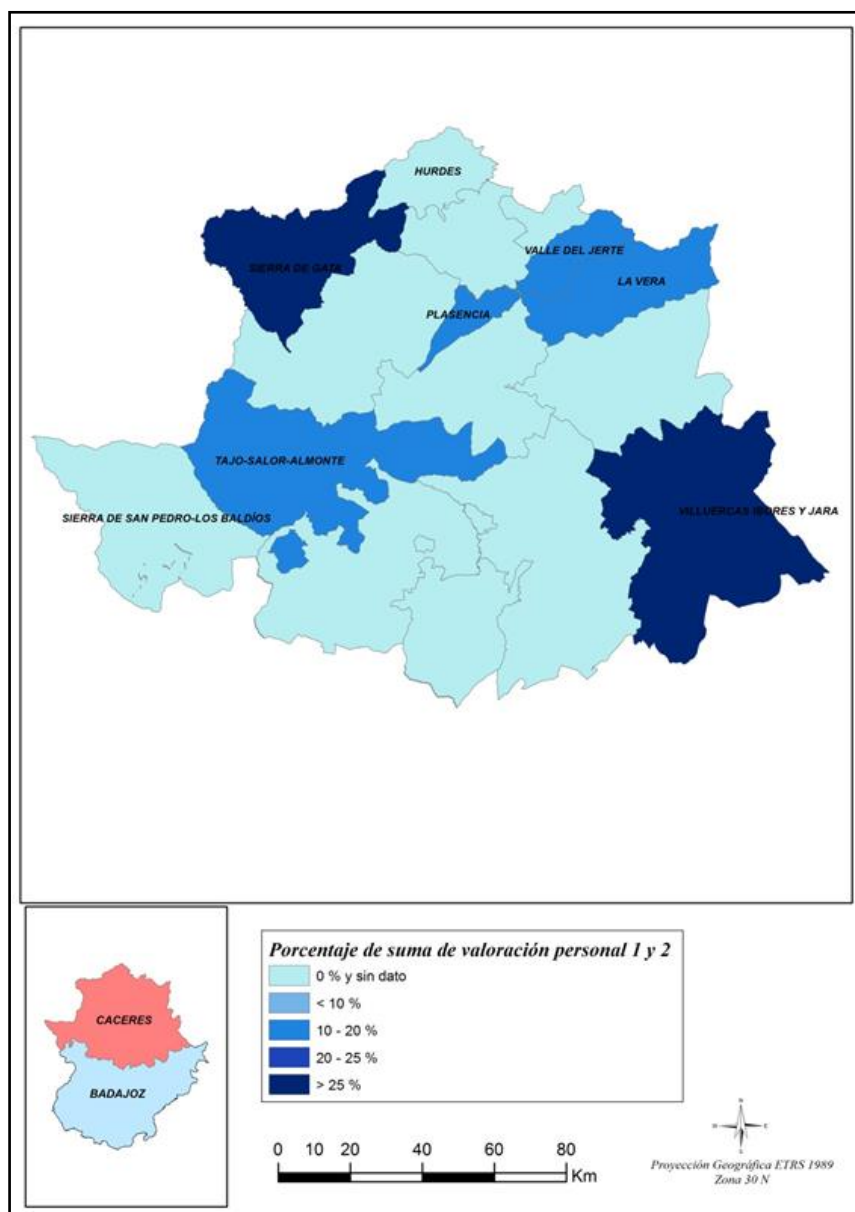 HURDES
SIERRA DE GATA
VALLE DEL JERTE
LA VERA
PLASENCIA
TAJO-SALOR-ALMONTE
SIERRA DE SAN PEDRO-LOS BALDÍOS
VILLUERCAS IBORES Y JARA
CACERES
BADAJOZ
Porcentaje de suma de valoración personal 1 y 2
0 % y sin dato
< 10 %
10 - 20 %
20 - 25 %
> 25 %
0 10 20 40 60 80
Km
N
E
S
Proyección Geográfica ETRS 1989
Zona 30 N